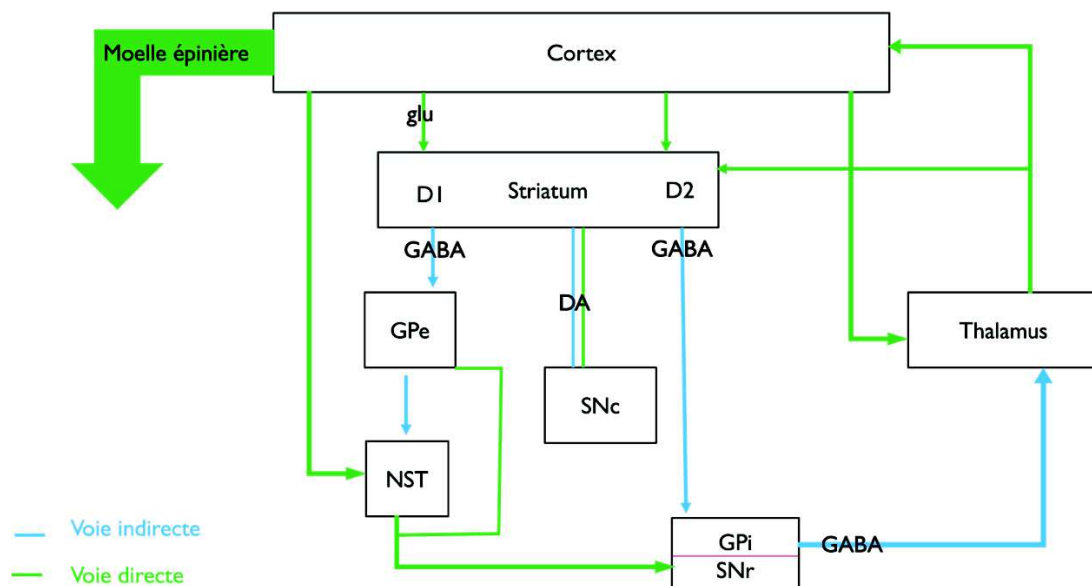 Moelle épinière
Cortex
glu
D1
Striatum
D2
GABA
GABA
DA
GPe
Thalamus
SNc
NST
GPi
GABA
SNr
Voie indirecte
Voie directe